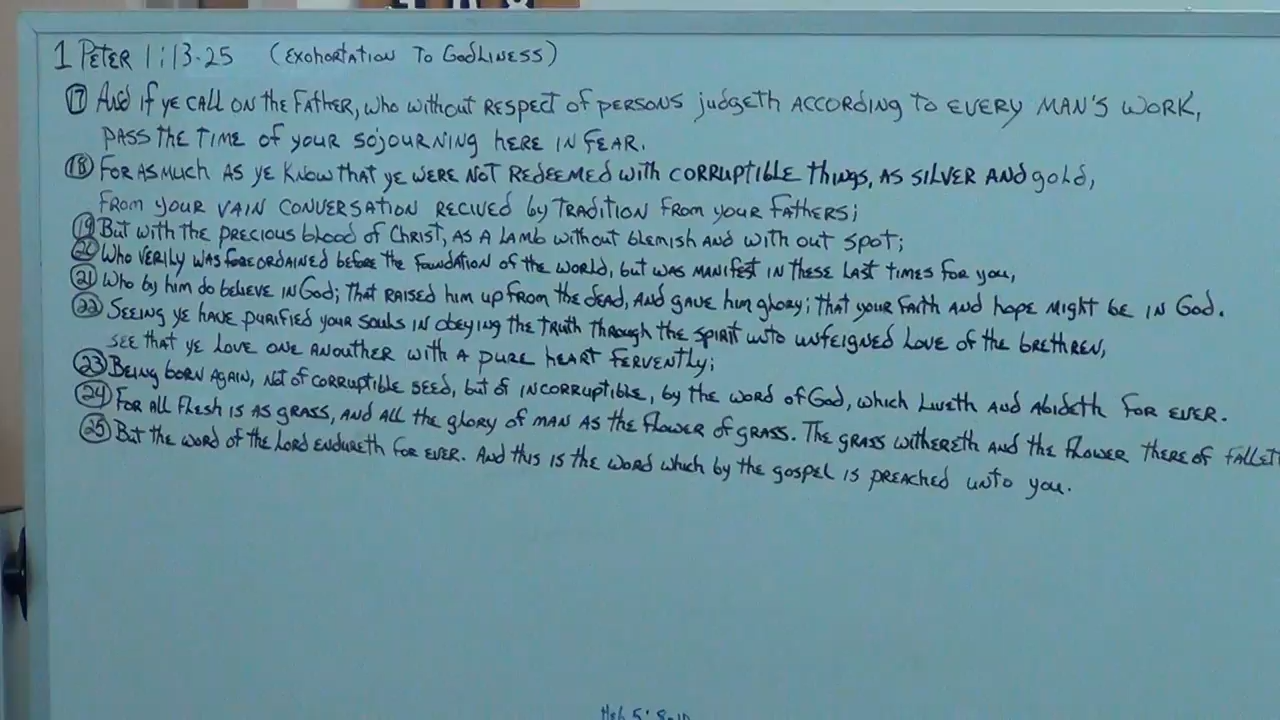 1 Peter 1:13-25 (Exohortation To Godliness)
17 And if ye call on the Father, who without respect of persons judgeth according to every man's work,
pass the time of your sojourning here in fear.
18 For as much as ye know that ye were not redeemed with corruptible things, as silver and gold,
from your vain conversation recived by tradition from your fathers;
19 But with the precious blood of Christ, as a lamb without blemish and with out spot;
20 Who verily was foreordained before the foundation of the world, but was manifest in these last times for you,
21 Who by him do believe in God; that raised him up from the dead, and gave him glory; that your faith and hope might be in God.
22 Seeing ye have purified your souls in obeying the truth through the spirit unto unfeigned love of the brethren,
see that ye love one anouther with a pure heart fervently;
23 Being born again, not of corruptible seed, but of incorruptible, by the word of God, which liveth and abideth for ever.
24 For all flesh is as grass, and all the glory of man as the flower of grass. The grass withereth and the flower there of fallet
25 But the word of the Lord endureth for ever. And this is the word which by the gospel is preached unto you.